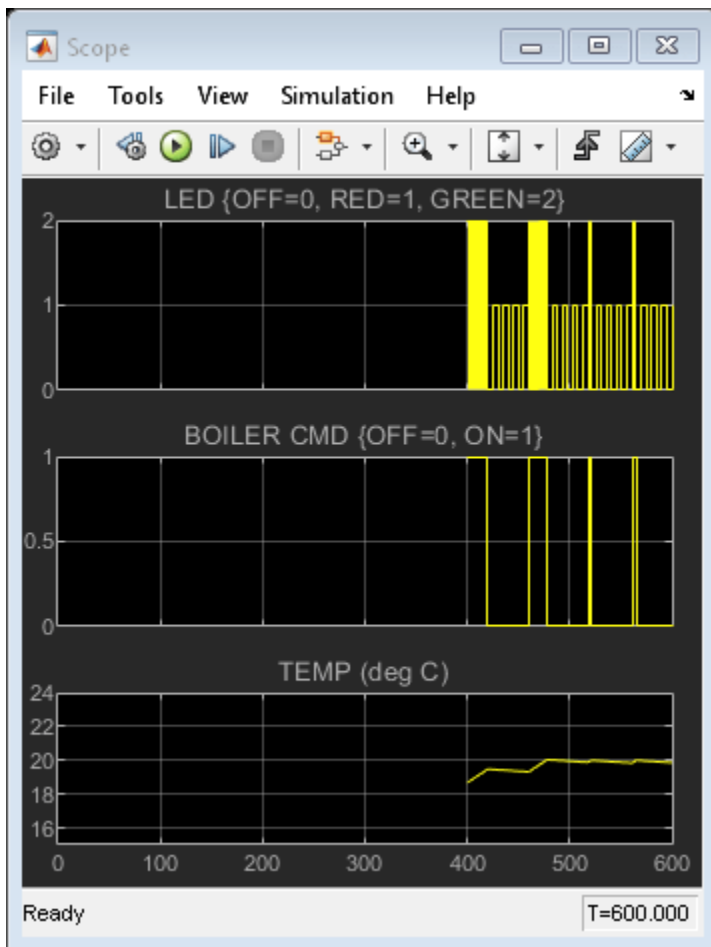 Scope
File Tools View Simulation Help
LED {OFF=0, RED=1, GREEN=2}
2
1
0
BOILER CMD {OFF=0, ON=1}
1
0.5
0
TEMP (deg C)
24
22
20
18
16
0 100 200 300 400 500 600
Ready T=600.000